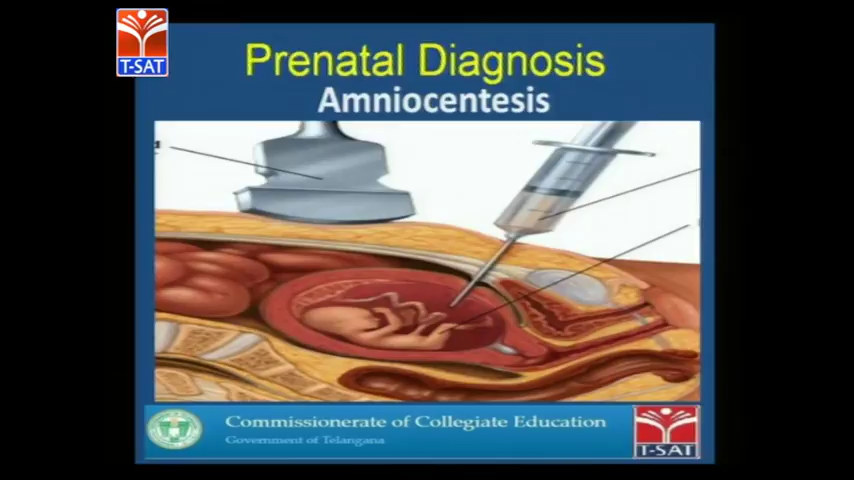 T-SAT
Prenatal Diagnosis
Amniocentesis
Commissionerate of Collegiate Education
Government of Telangana
T-SAT